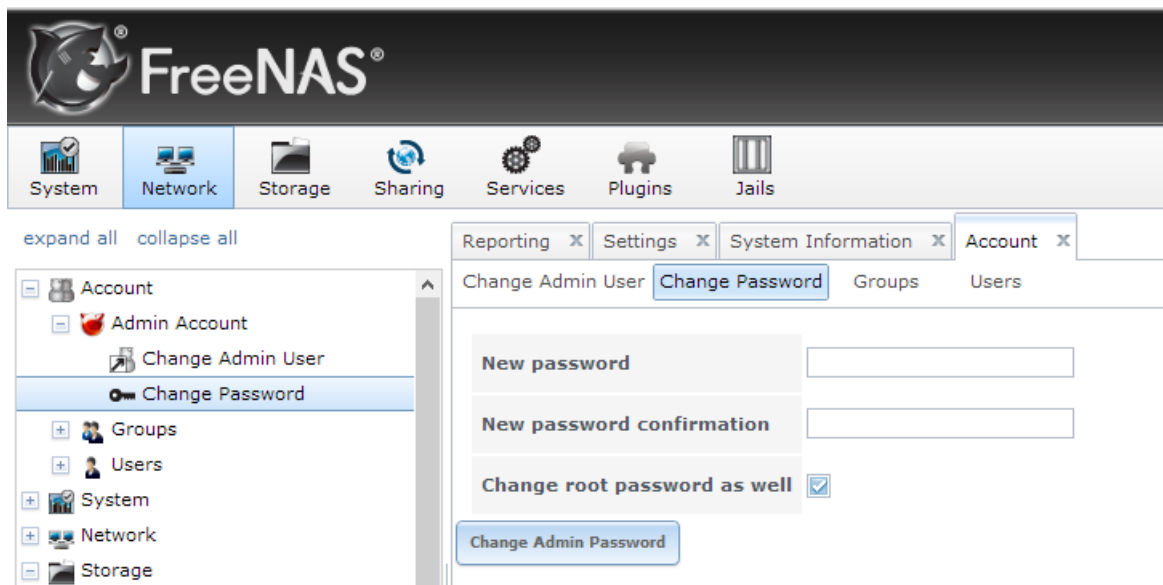 FreeNAS®
System Network Storage Sharing Services Plugins Jails
expand all collapse all
Account
Admin Account
Change Admin User
Change Password
Groups
Users
System
Network
Storage
Reporting X Settings X System Information X Account X
Change Admin User Change Password Groups Users
New password
New password confirmation
Change root password as well
Change Admin Password